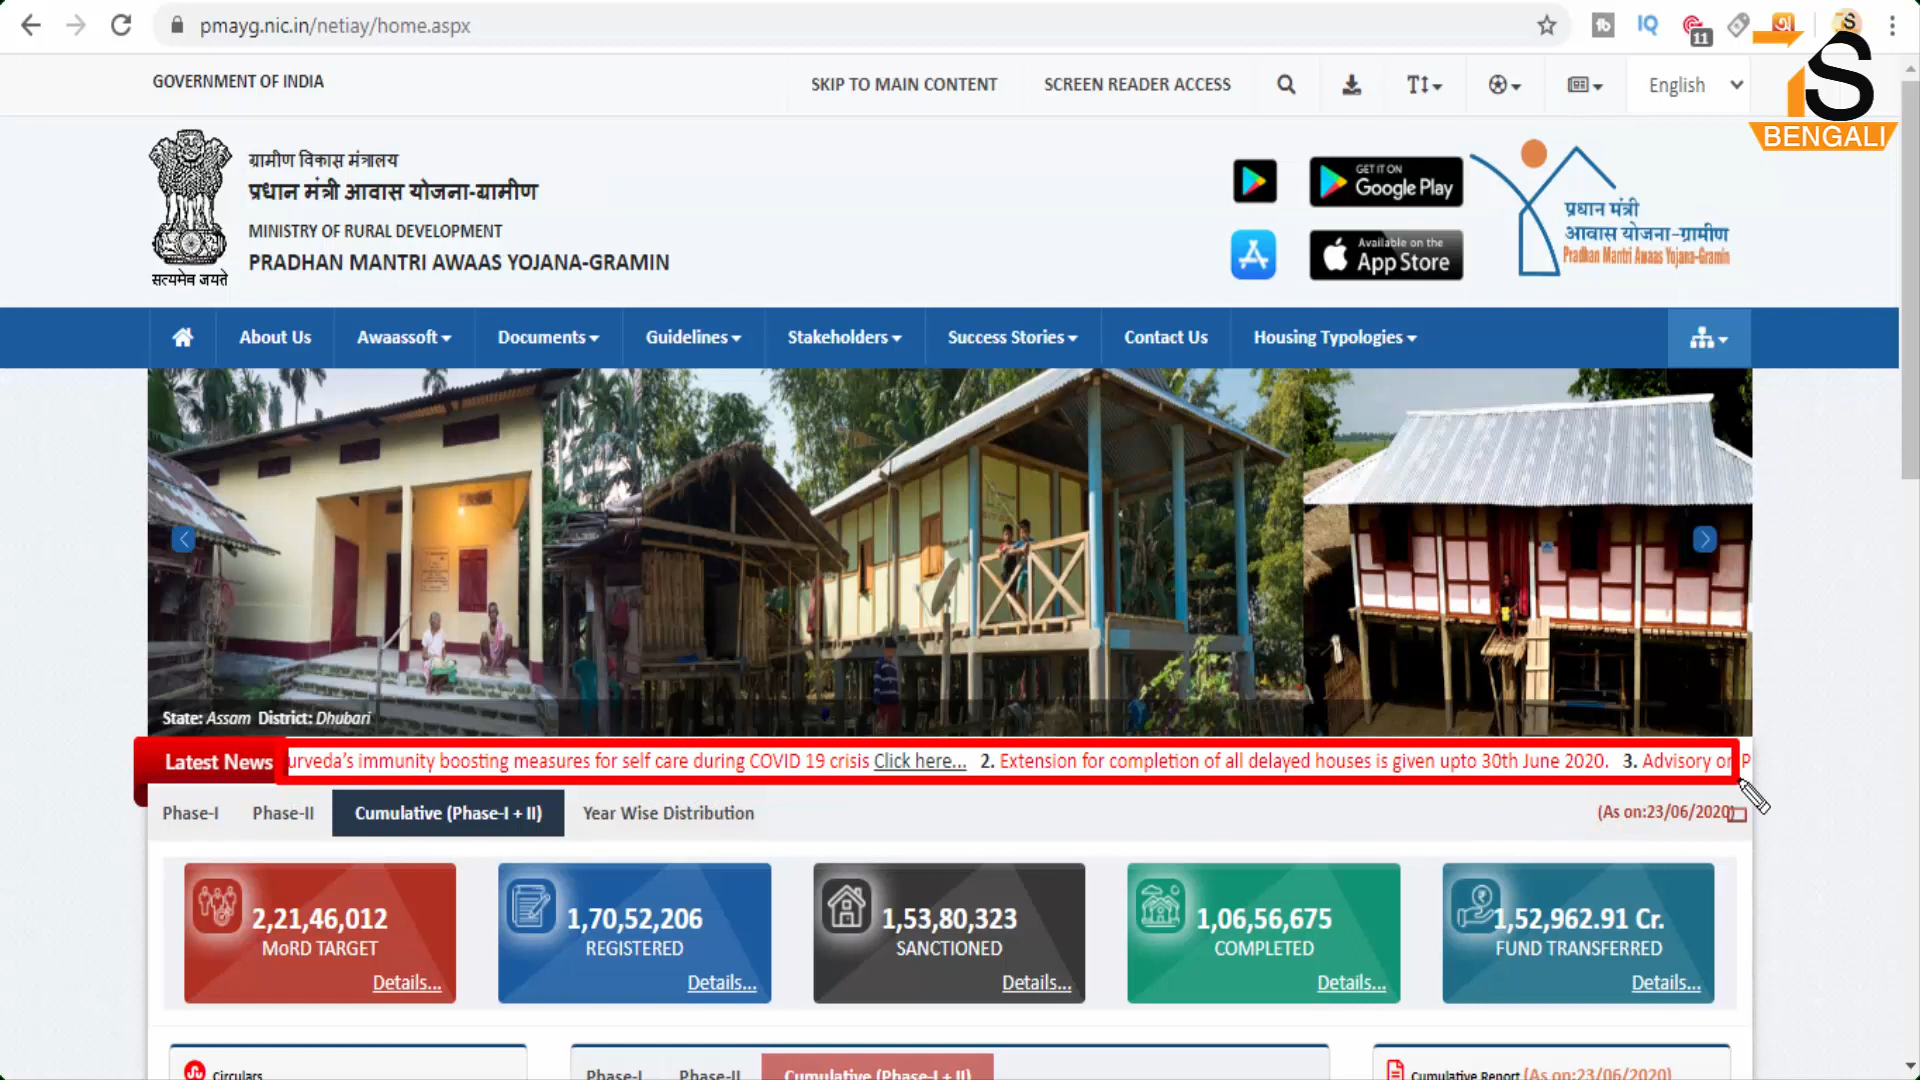 pmayg.nic.in/netiay/home.aspx
11
S
BENGALI
GOVERNMENT OF INDIA
SKIP TO MAIN CONTENT
SCREEN READER ACCESS
English
ग्रामीण विकास मंत्रालय
प्रधान मंत्री आवास योजना-ग्रामीण
MINISTRY OF RURAL DEVELOPMENT
PRADHAN MANTRI AWAAS YOJANA-GRAMIN
सत्यमेव जयते
GET IT ON
Google Play
Available on the
App Store
प्रधान मंत्री
आवास योजना-ग्रामीण
Pradhan Mantri Awaas Yojana-Gramin
About Us
Awaassoft
Documents
Guidelines
Stakeholders
Success Stories
Contact Us
Housing Typologies
State: Assam District: Dhubari
Latest News
urveda's immunity boosting measures for self care during COVID 19 crisis Click here... 2. Extension for completion of all delayed houses is given upto 30th June 2020. 3. Advisory on P
Phase-I
Phase-II
Cumulative (Phase-I + II)
Year Wise Distribution
(As on:23/06/2020)
2,21,46,012
MoRD TARGET
Details...
1,70,52,206
REGISTERED
Details...
1,53,80,323
SANCTIONED
Details...
1,06,56,675
COMPLETED
Details...
1,52,962.91 Cr.
FUND TRANSFERRED
Details...
Circulars
Phase-I
Phase-II
Cumulative (Phase-I + II)
Cumulative Report (As on:23/06/2020)